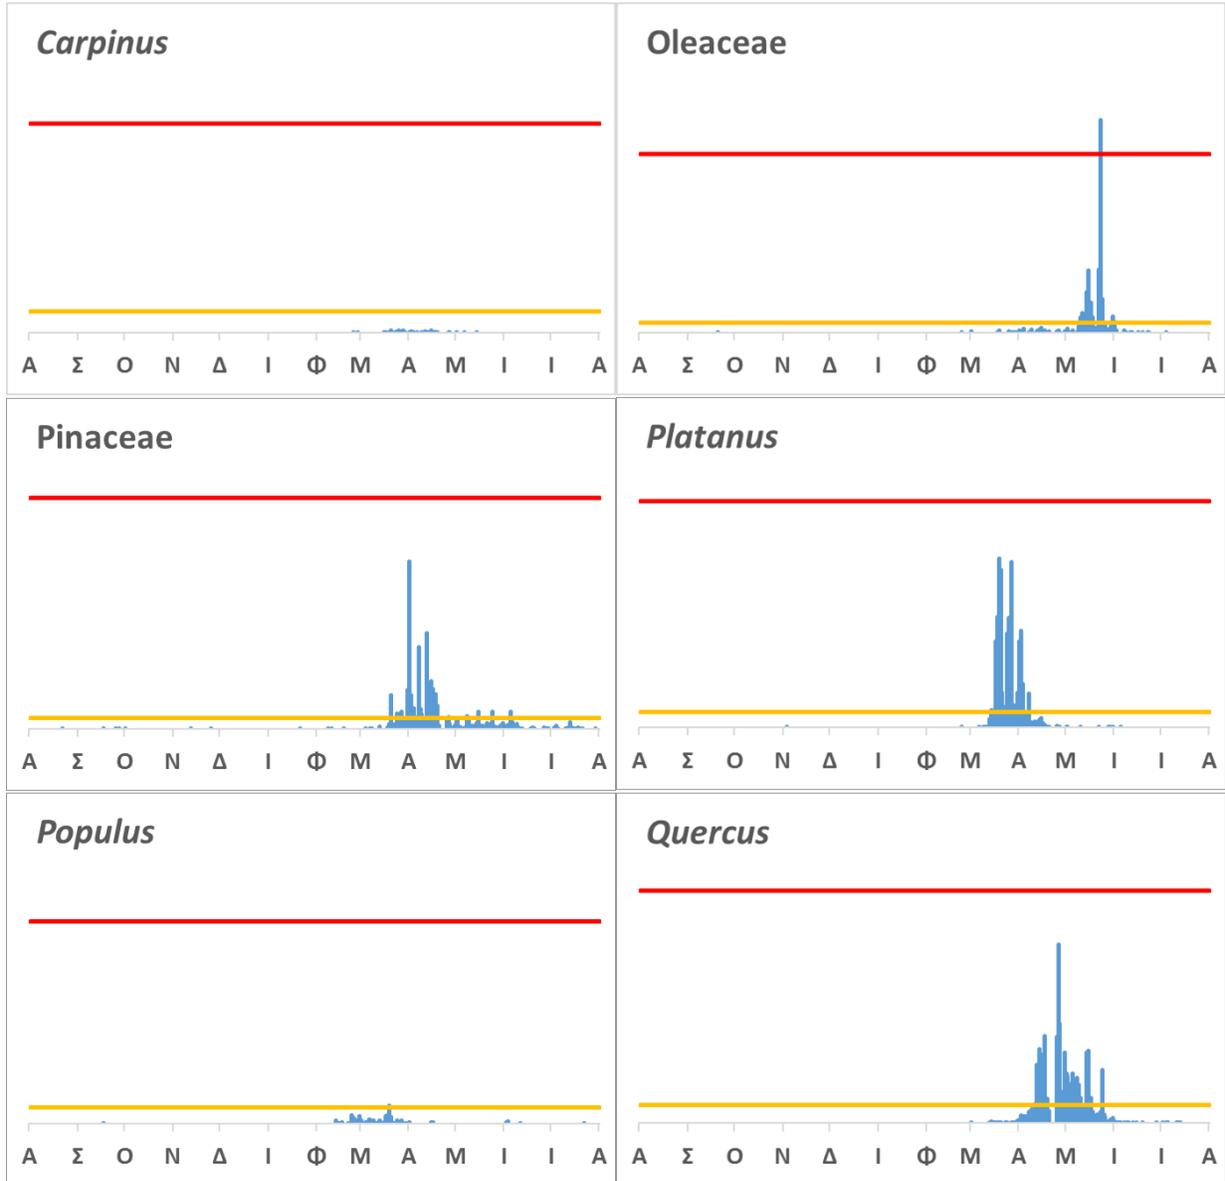 Carpinus
Α Σ Ο Ν Δ Ι Φ Μ Α Μ Ι Ι Α
Oleaceae
Α Σ Ο Ν Δ Ι Φ Μ Α Μ Ι Ι Α
Pinaceae
Α Σ Ο Ν Δ Ι Φ Μ Α Μ Ι Ι Α
Platanus
Α Σ Ο Ν Δ Ι Φ Μ Α Μ Ι Ι Α
Populus
Α Σ Ο Ν Δ Ι Φ Μ Α Μ Ι Ι Α
Quercus
Α Σ Ο Ν Δ Ι Φ Μ Α Μ Ι Ι Α